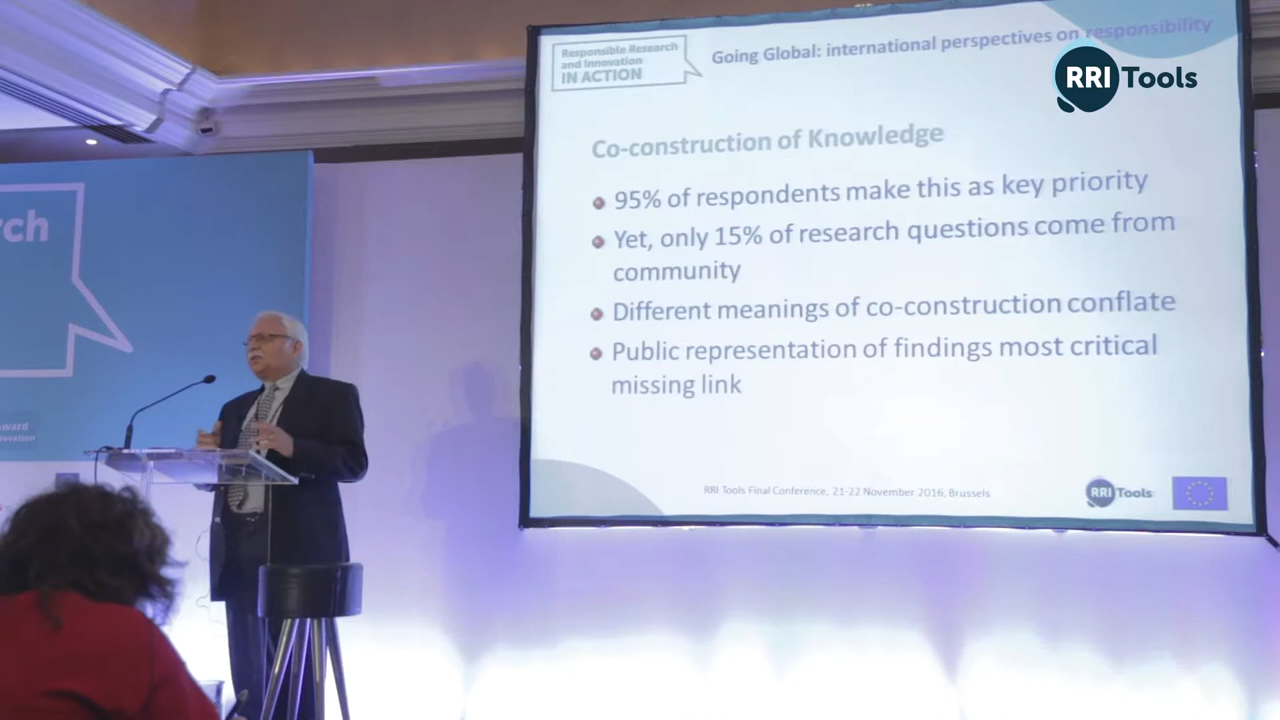 Responsible Research
and Innovation
IN ACTION
Going Global: international perspectives on responsibility
RRI Tools
Co-construction of Knowledge
95% of respondents make this as key priority
Yet, only 15% of research questions come from
community
Different meanings of co-construction conflate
Public representation of findings most critical
missing link
RRI Tools Final Conference, 21-22 November 2016, Brussels
RRI Tools
rch
ward
ovation